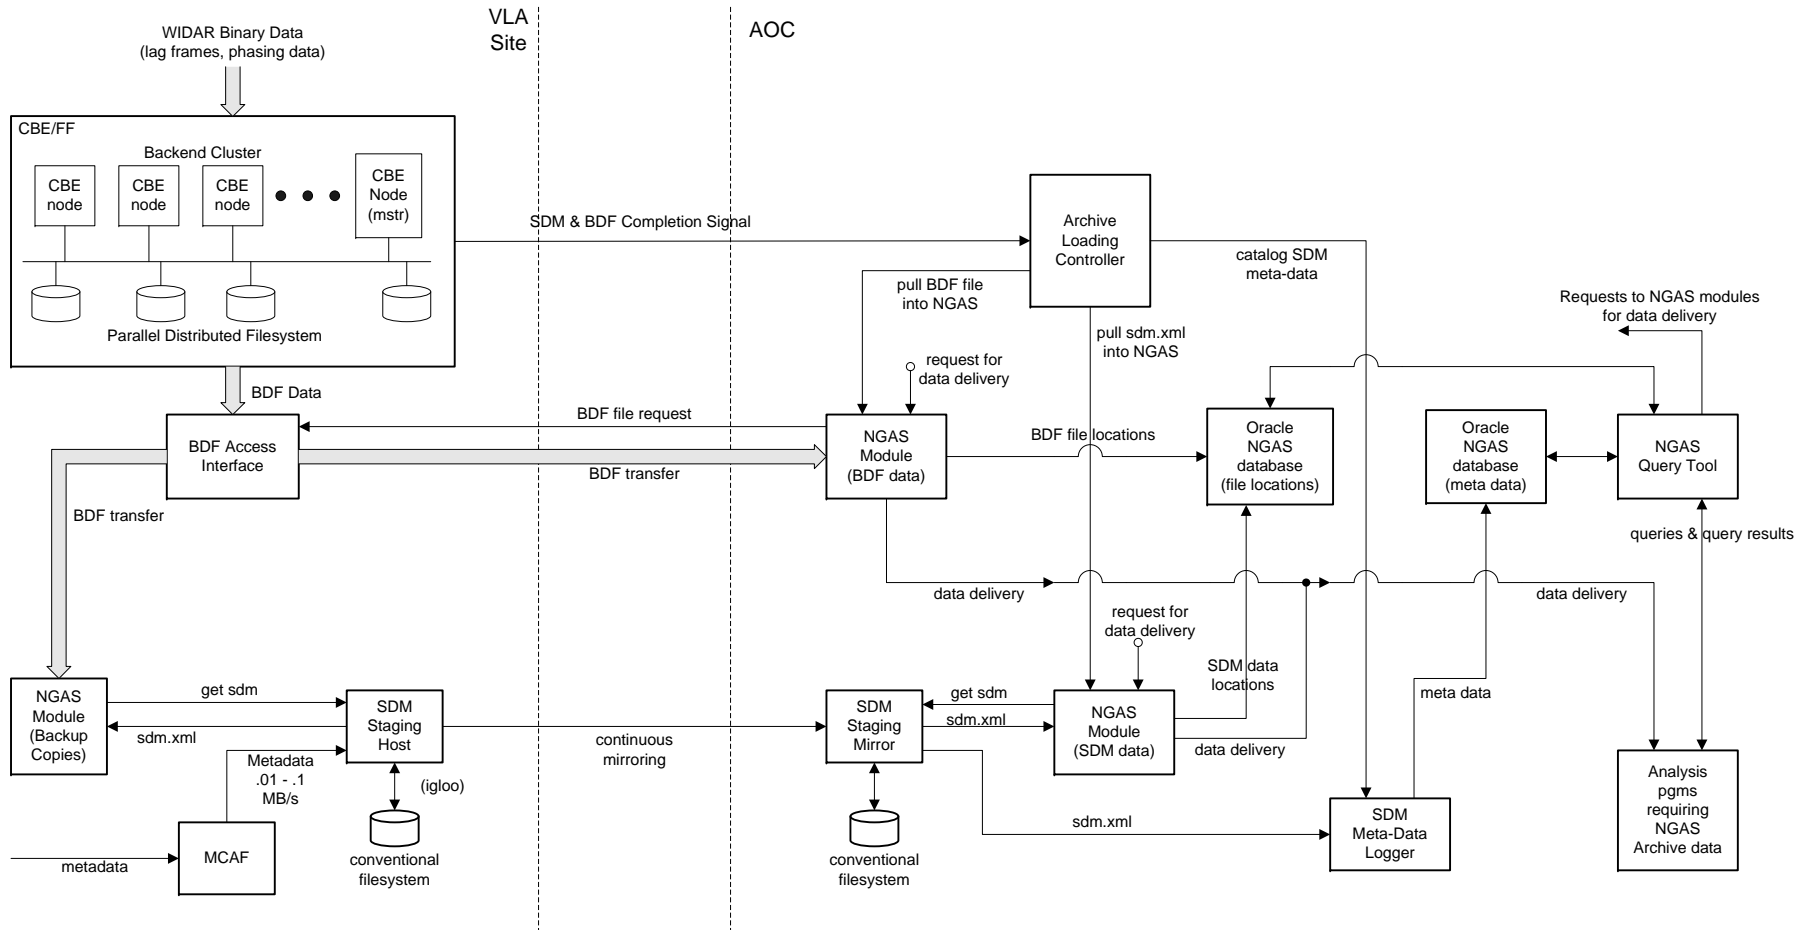 WIDAR Binary Data
(lag frames, phasing data)
VLA
Site
AOC
CBE/FF
Backend Cluster
CBE
node
CBE
node
CBE
node
CBE
Node
(mstr)
Parallel Distributed Filesystem
SDM & BDF Completion Signal
Archive
Loading
Controller
catalog SDM
meta-data
pull BDF file
into NGAS
pull sdm.xml
into NGAS
Requests to NGAS modules
for data delivery
request for
data delivery
BDF Data
BDF file request
BDF Access
Interface
BDF transfer
NGAS
Module
(BDF data)
BDF file locations
Oracle
NGAS
database
(file locations)
Oracle
NGAS
database
(meta data)
NGAS
Query Tool
BDF transfer
queries & query results
data delivery
data delivery
request for
data delivery
SDM data
locations
meta data
NGAS
Module
(Backup
Copies)
get sdm
sdm.xml
SDM
Staging
Host
continuous
mirroring
SDM
Staging
Mirror
get sdm
sdm.xml
NGAS
Module
(SDM data)
data delivery
Metadata
.01 - .1
MB/s
(igloo)
Analysis
pgms
requiring
NGAS
Archive data
metadata
MCAF
conventional
filesystem
conventional
filesystem
sdm.xml
SDM
Meta-Data
Logger